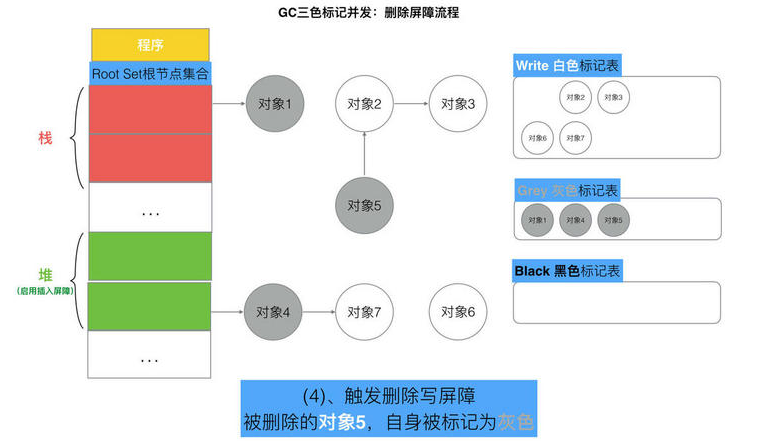 GC三色标记并发：删除屏障流程
程序
Root Set根节点集合
栈
...
堆
(启用插入屏障)
...
对象1
对象2
对象3
对象5
对象4
对象7
对象6
Write 白色标记表
对象2
对象3
对象6
对象7
Grey 灰色标记表
对象1
对象4
对象5
Black 黑色标记表
(4)、触发删除写屏障
被删除的对象5，自身被标记为灰色